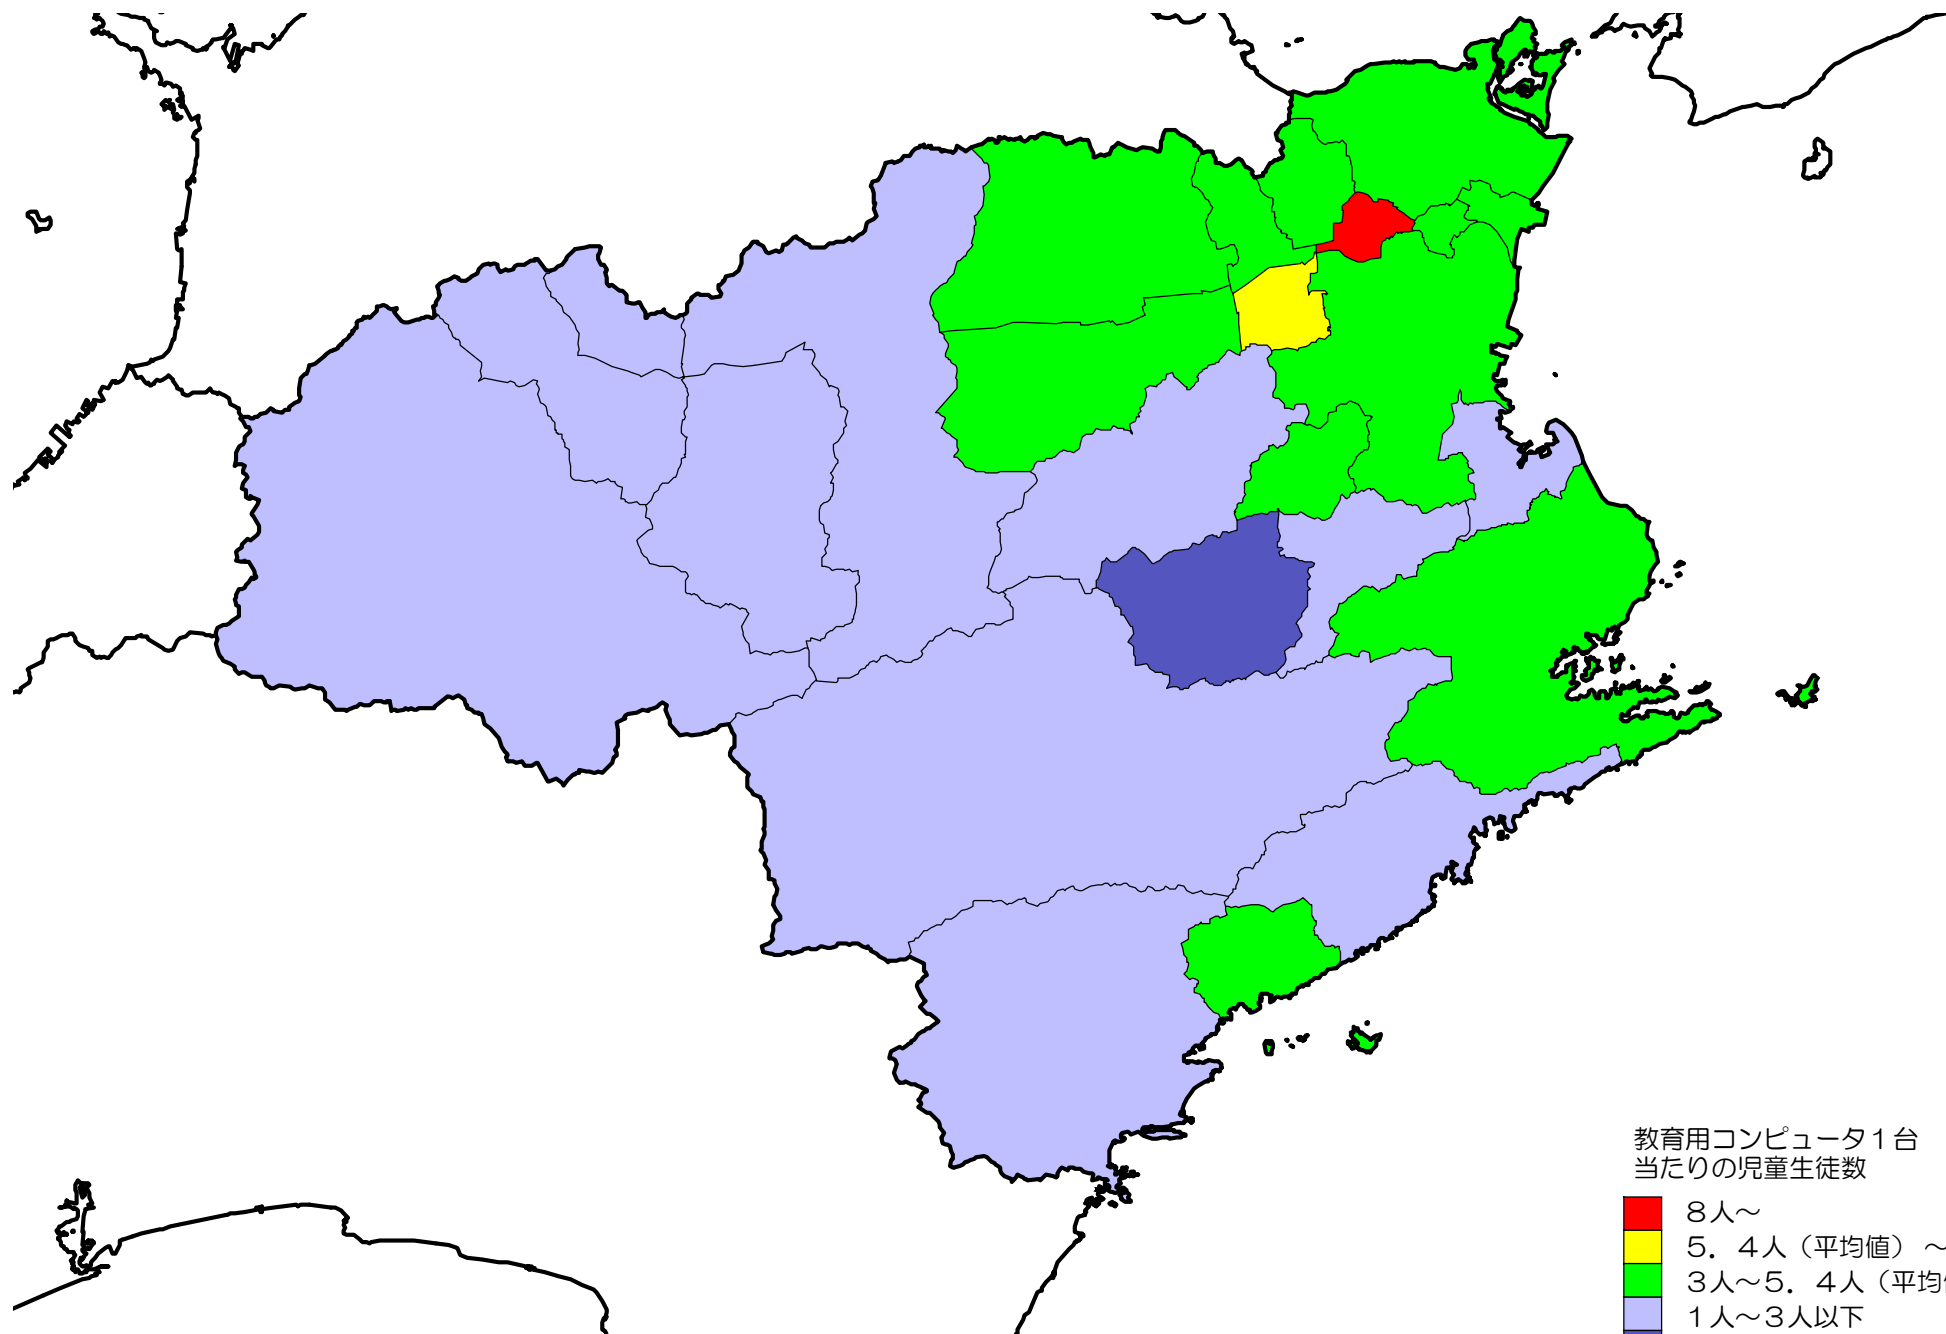 教育用コンピュータ１台
当たりの児童生徒数
８人～
５．４人（平均値）～
３人～５．４人（平均
１人～３人以下